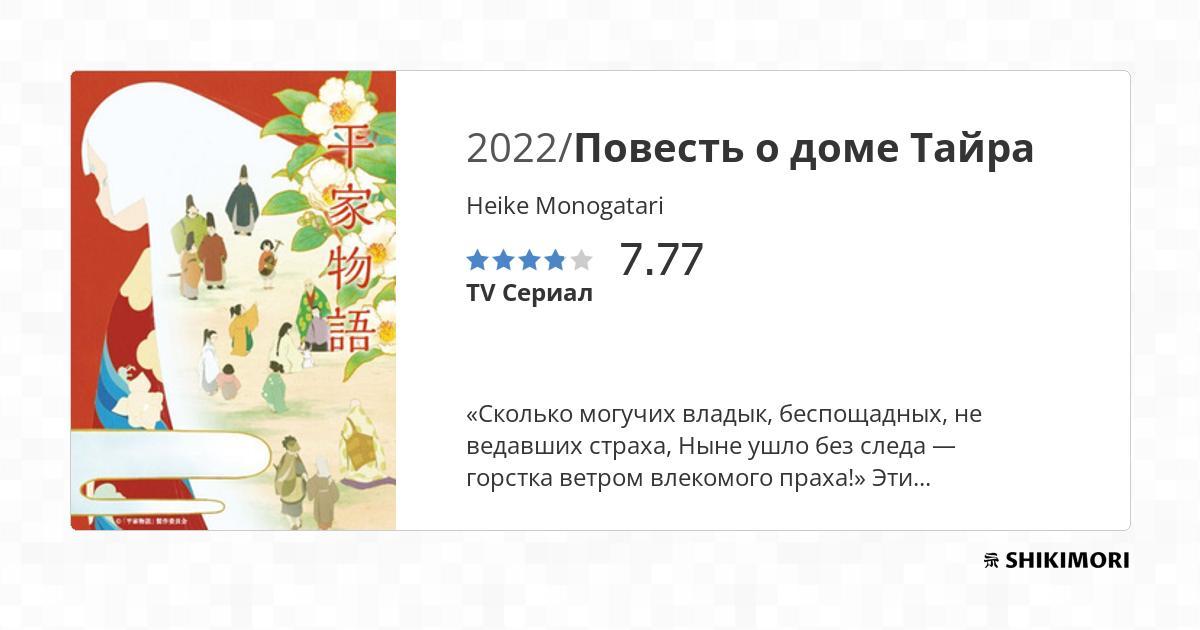 平家物語
©「平家物語」製作委員会
2022/Повесть о доме Тайра
Heike Monogatari
7.77
TV Сериал
«Сколько могучих владык, беспощадных, не
ведавших страха, Ныне ушло без следа —
горстка ветром влекомого праха!» Эти...
SHIKIMORI